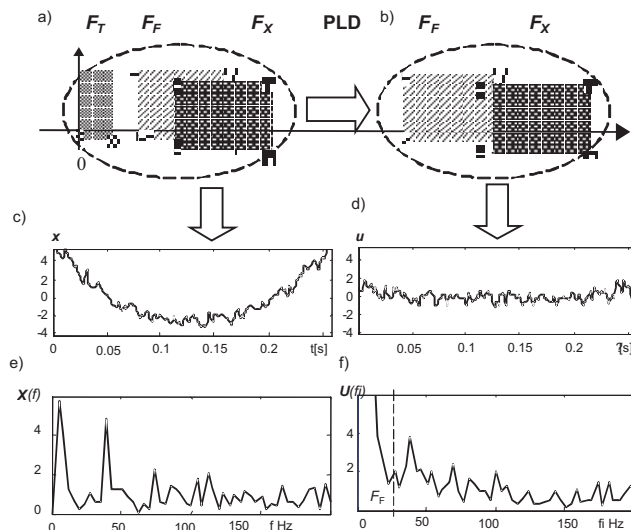 a) F_T F_F F_X PLD b) F_F F_X
0
c) d)
x u
4 4
2 2
0 0
-2 -2
-4 -4
0 0.05 0.1 0.15 0.2 t[s] 0.05 0.1 0.15 0.2 ?[s]
e) f)
X(f) U(fi)
6
4 4
2 2
F_F
0
0 50 100 150 f Hz 0 50 100 150 fi Hz